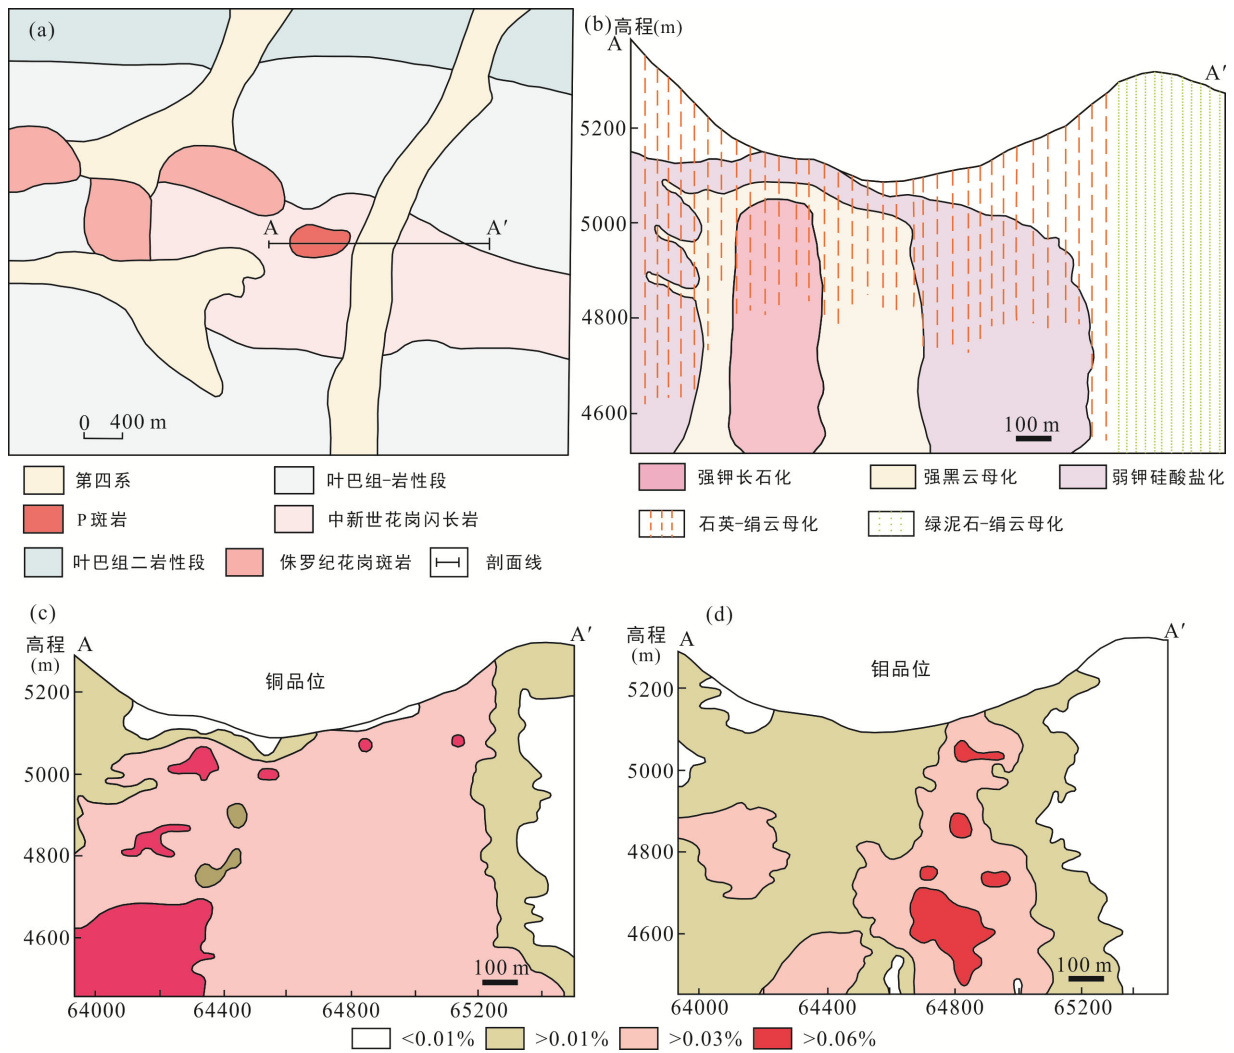 (a)
A
A′
0 400 m
第四系
叶巴组-岩性段
P斑岩
中新世花岗闪长岩
叶巴组二岩性段
侏罗纪花岗斑岩
剖面线
(b)
高程(m)
A
A′
5200
5000
4800
4600
100 m
强钾长石化
强黑云母化
弱钾硅酸盐化
石英-绢云母化
绿泥石-绢云母化
(c)
高程
(m)
A
A′
铜品位
5200
5000
4800
4600
100 m
64000 64400 64800 65200
(d)
高程
(m)
A
A′
钼品位
5200
5000
4800
4600
100 m
64000 64400 64800 65200
<0.01% >0.01% >0.03% >0.06%